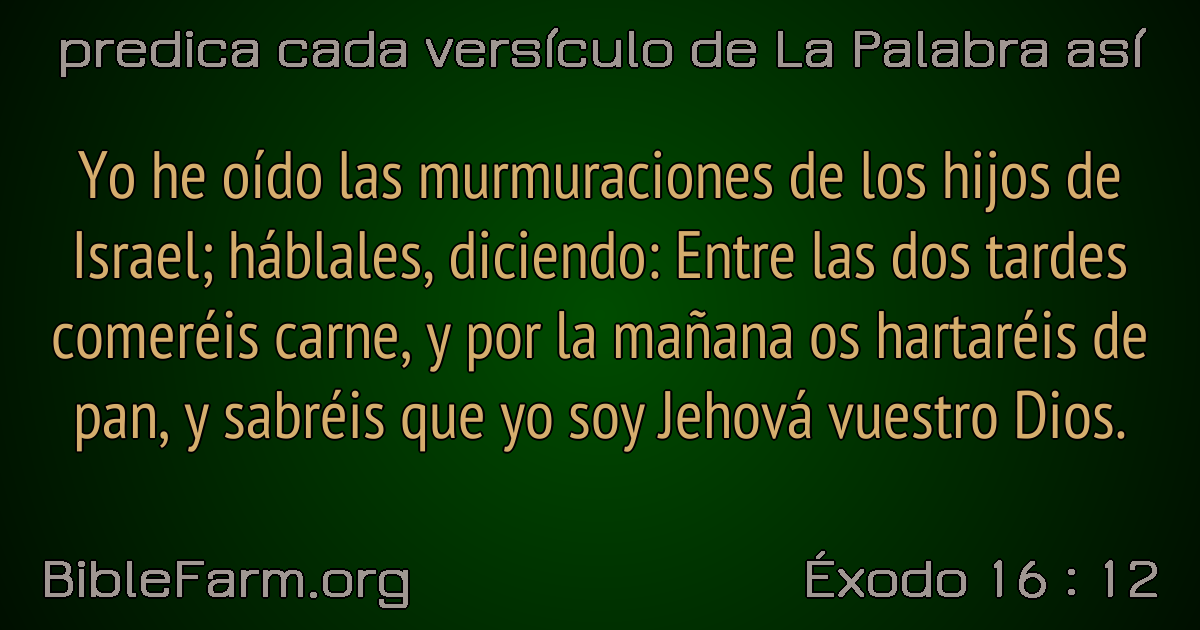 predica cada versículo de La Palabra así
Yo he oído las murmuraciones de los hijos de
Israel; háblales, diciendo: Entre las dos tardes
comeréis carne, y por la mañana os hartaréis de
pan, y sabréis que yo soy Jehová vuestro Dios.
BibleFarm.org
Éxodo 16 : 12